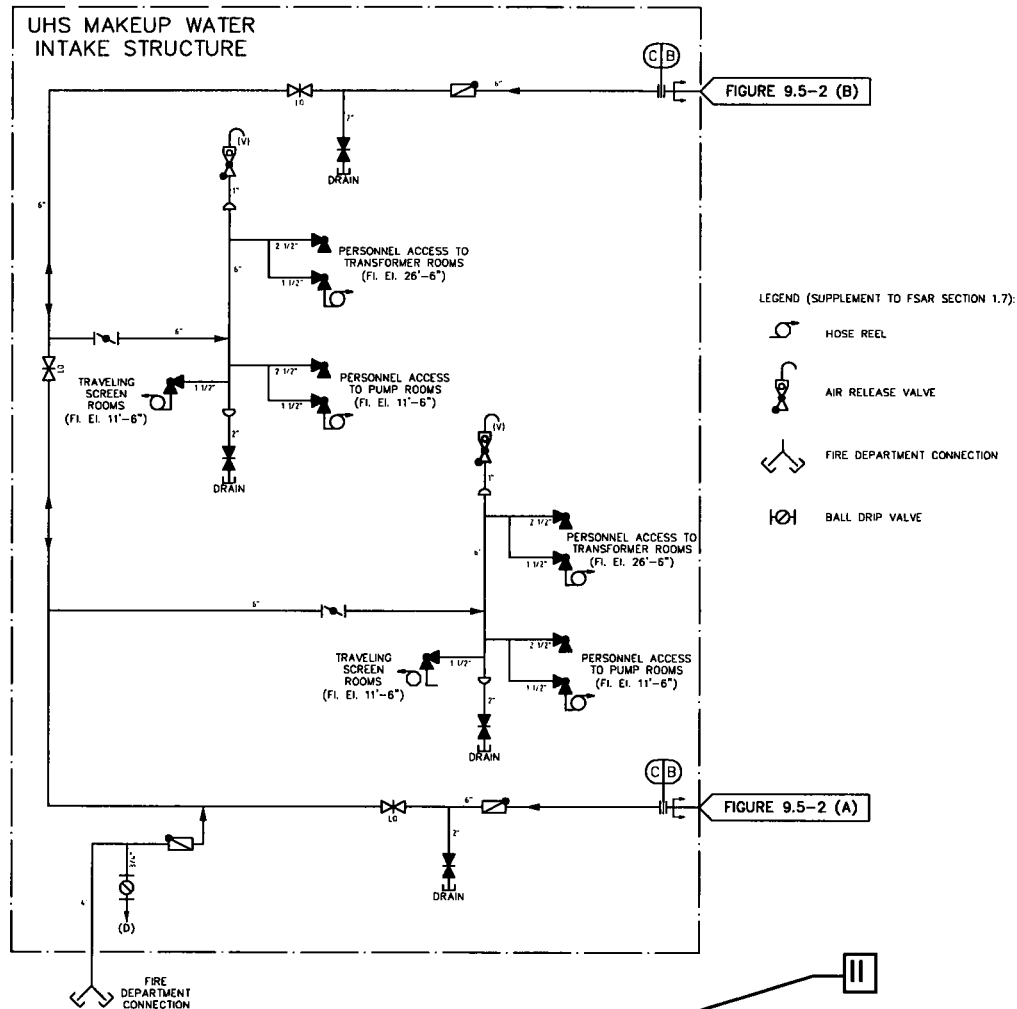 UHS MAKEUP WATER
INTAKE STRUCTURE
C B
6"
FIGURE 9.5-2 (B)
LO
2"
DRAIN
(V)
1"
6"
2 1/2"
PERSONNEL ACCESS TO
TRANSFORMER ROOMS
(Fl. El. 26'-6")
6"
1 1/2"
LEGEND (SUPPLEMENT TO FSAR SECTION 1.7):
HOSE REEL
AIR RELEASE VALVE
FIRE DEPARTMENT CONNECTION
BALL DRIP VALVE
6"
LO
TRAVELING
SCREEN
ROOMS
(Fl. El. 11'-6")
1 1/2"
2 1/2"
PERSONNEL ACCESS
TO PUMP ROOMS
(Fl. El. 11'-6")
1 1/2"
2"
DRAIN
(V)
1"
2 1/2"
PERSONNEL ACCESS TO
TRANSFORMER ROOMS
(Fl. El. 26'-6")
6"
1 1/2"
6"
TRAVELING
SCREEN
ROOMS
(Fl. El. 11'-6")
1 1/2"
2 1/2"
PERSONNEL ACCESS
TO PUMP ROOMS
(Fl. El. 11'-6")
1 1/2"
2"
DRAIN
C B
6"
FIGURE 9.5-2 (A)
LO
2"
DRAIN
3/4"
4"
(D)
FIRE
DEPARTMENT
CONNECTION
II